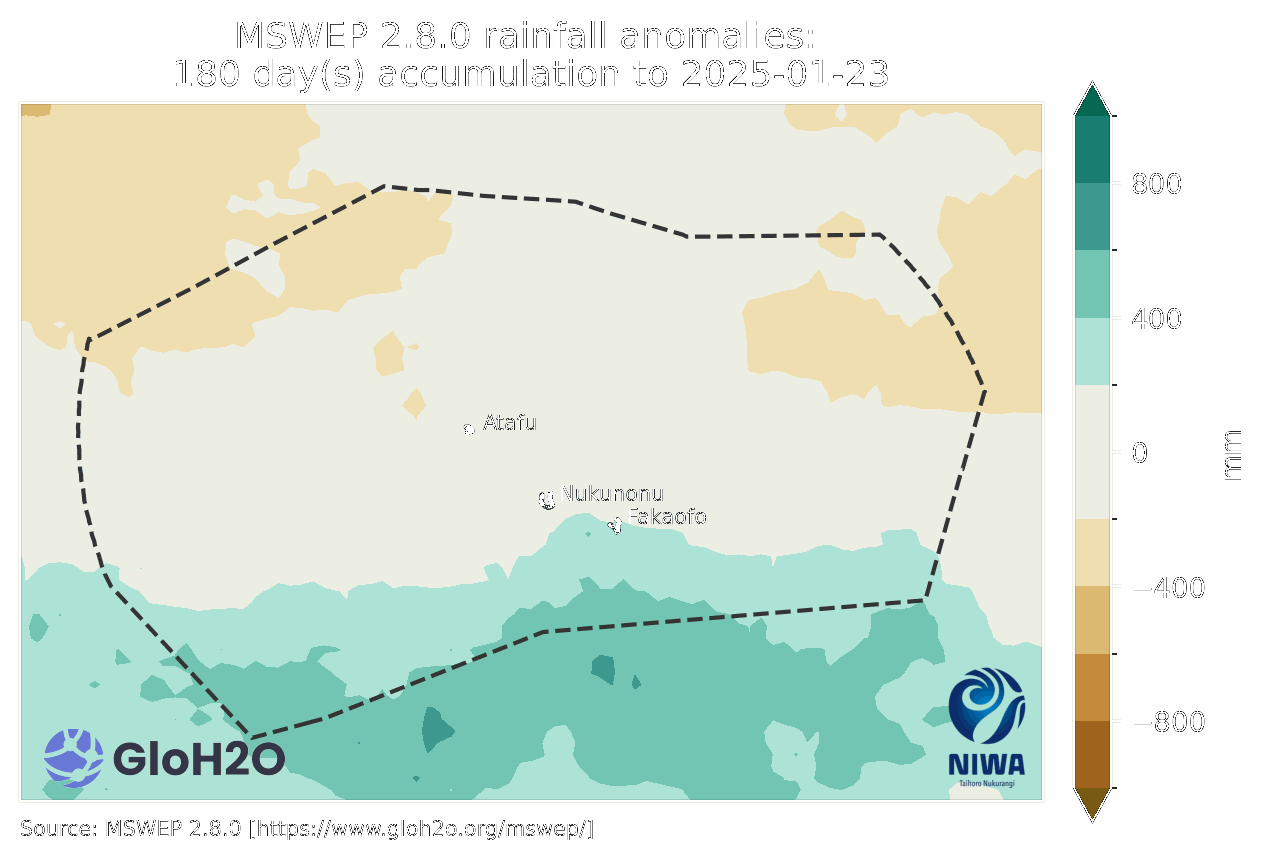 MSWEP 2.8.0 rainfall anomalies:
180 day(s) accumulation to 2025-01-23
800
400
0
−400
−800
mm
Atafu
Nukunonu
Fakaofo
GloH2O
NIWA
Taihoro Nukurangi
Source: MSWEP 2.8.0 [https://www.gloh2o.org/mswep/]